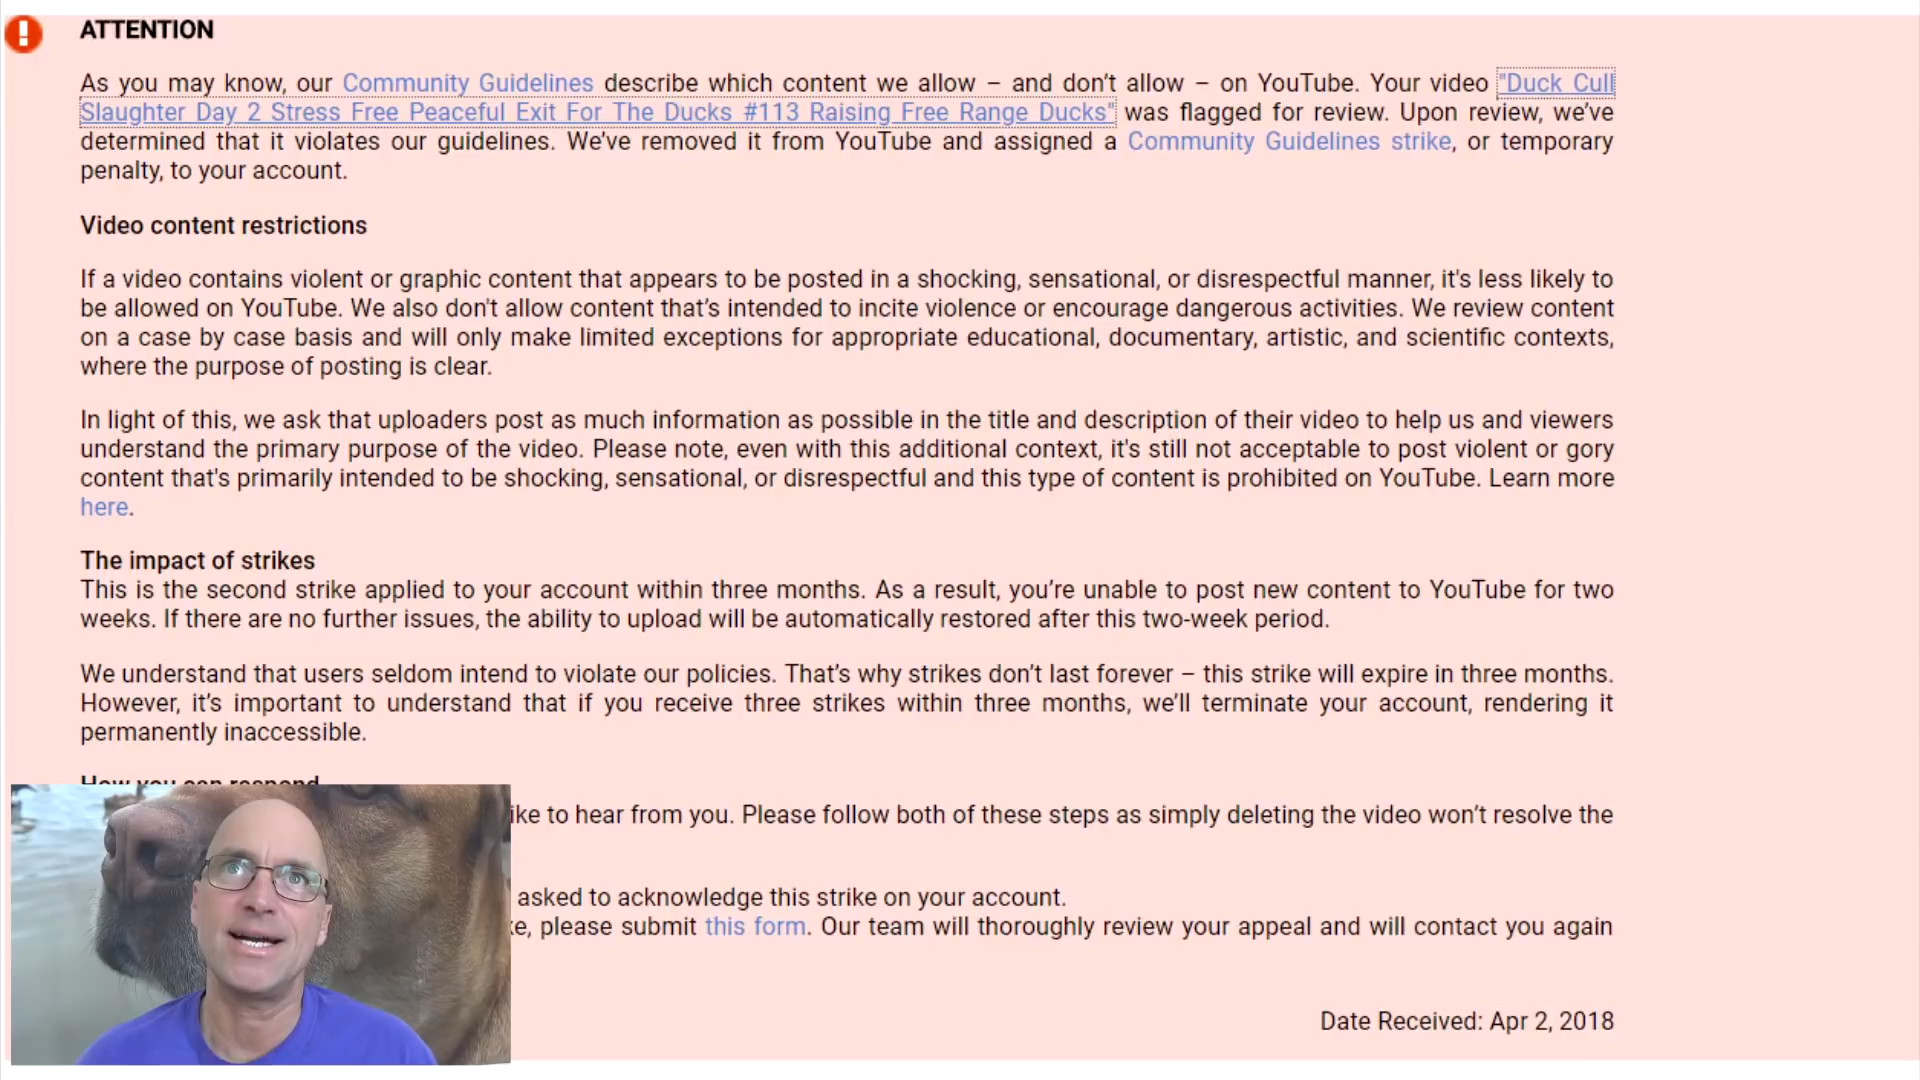 ATTENTION
As you may know, our Community Guidelines describe which content we allow – and don’t allow – on YouTube. Your video "Duck Cull
Slaughter Day 2 Stress Free Peaceful Exit For The Ducks #113 Raising Free Range Ducks" was flagged for review. Upon review, we’ve
determined that it violates our guidelines. We’ve removed it from YouTube and assigned a Community Guidelines strike, or temporary
penalty, to your account.
Video content restrictions
If a video contains violent or graphic content that appears to be posted in a shocking, sensational, or disrespectful manner, it's less likely to
be allowed on YouTube. We also don't allow content that’s intended to incite violence or encourage dangerous activities. We review content
on a case by case basis and will only make limited exceptions for appropriate educational, documentary, artistic, and scientific contexts,
where the purpose of posting is clear.
In light of this, we ask that uploaders post as much information as possible in the title and description of their video to help us and viewers
understand the primary purpose of the video. Please note, even with this additional context, it's still not acceptable to post violent or gory
content that's primarily intended to be shocking, sensational, or disrespectful and this type of content is prohibited on YouTube. Learn more
here.
The impact of strikes
This is the second strike applied to your account within three months. As a result, you’re unable to post new content to YouTube for two
weeks. If there are no further issues, the ability to upload will be automatically restored after this two-week period.
We understand that users seldom intend to violate our policies. That’s why strikes don’t last forever – this strike will expire in three months.
However, it’s important to understand that if you receive three strikes within three months, we’ll terminate your account, rendering it
permanently inaccessible.
How you can respond
to hear from you. Please follow both of these steps as simply deleting the video won’t resolve the
asked to acknowledge this strike on your account.
please submit this form. Our team will thoroughly review your appeal and will contact you again
Date Received: Apr 2, 2018